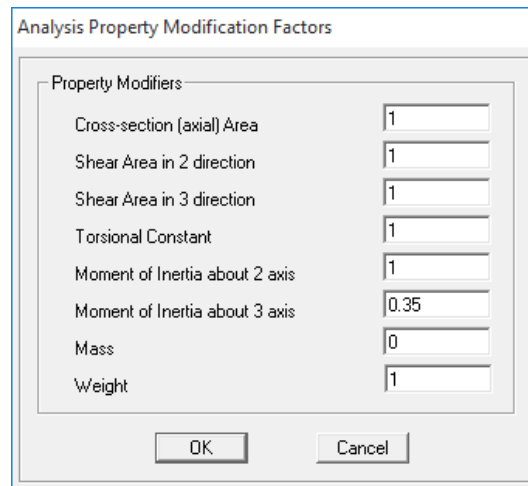 Analysis Property Modification Factors
Property Modifiers
Cross-section (axial) Area 1
Shear Area in 2 direction 1
Shear Area in 3 direction 1
Torsional Constant 1
Moment of Inertia about 2 axis 1
Moment of Inertia about 3 axis 0.35
Mass 0
Weight 1
OK Cancel